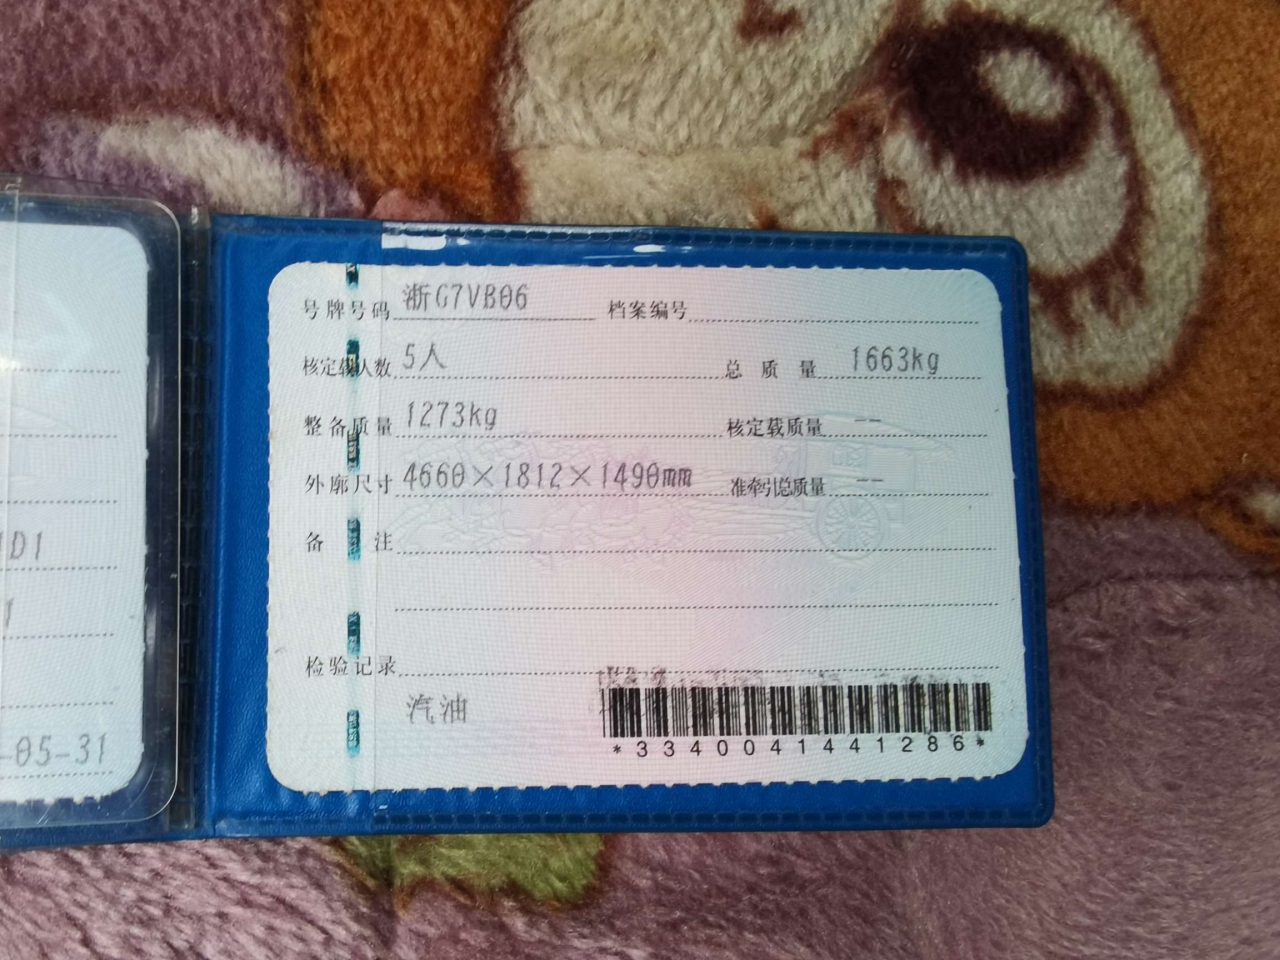 号牌号码 浙G7VB06 档案编号
核定载人数 5人 总质量 1663kg
整备质量 1273kg 核定载质量 --
外廓尺寸 4660×1812×1490mm 准牵引总质量 --
备注
检验记录
汽油
*3340041441286*
D1
1
-05-31